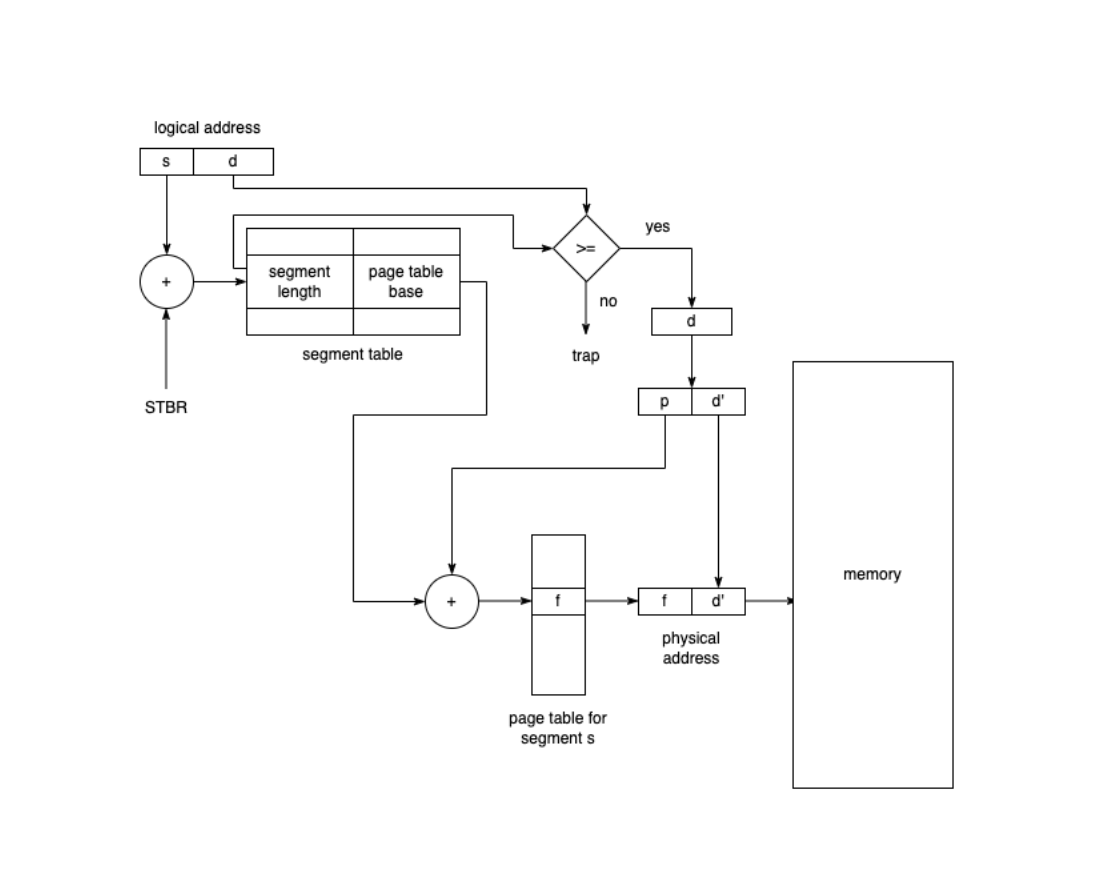 logical address
s
d
>=
yes
+
segment
length
page table
base
no
d
segment table
trap
STBR
p
d'
memory
+
f
f
d'
physical
address
page table for
segment s